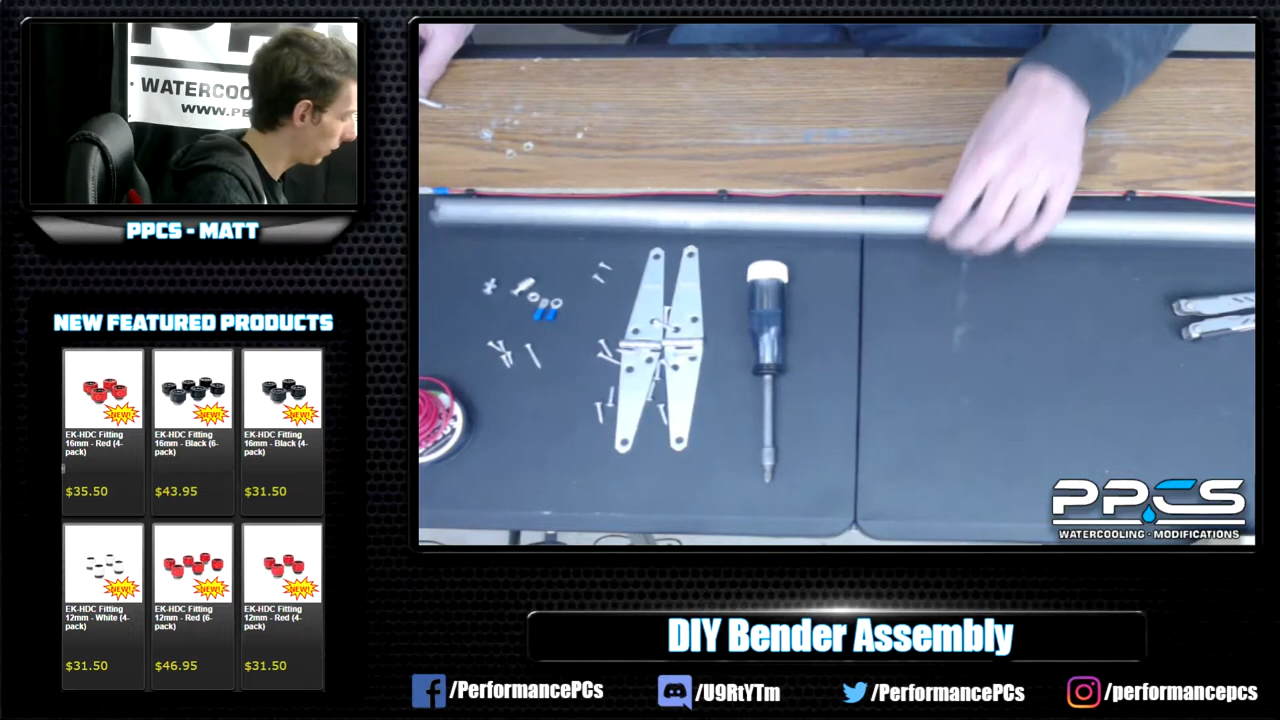 WATERCOO
WWW.PE
PPCS - MATT
NEW FEATURED PRODUCTS
NEW!
NEW!
NEW!
EK-HDC Fitting
16mm - Red (4-
pack)
$35.50
EK-HDC Fitting
16mm - Black (6-
pack)
$43.95
EK-HDC Fitting
16mm - Black (4-
pack)
$31.50
NEW!
NEW!
NEW!
EK-HDC Fitting
12mm - White (4-
pack)
$31.50
EK-HDC Fitting
12mm - Red (6-
pack)
$46.95
EK-HDC Fitting
12mm - Red (4-
pack)
$31.50
PPCS
WATERCOOLING - MODIFICATIONS
DIY Bender Assembly
/PerformancePCs
/U9RtYTm
/PerformancePCs
/performancepcs